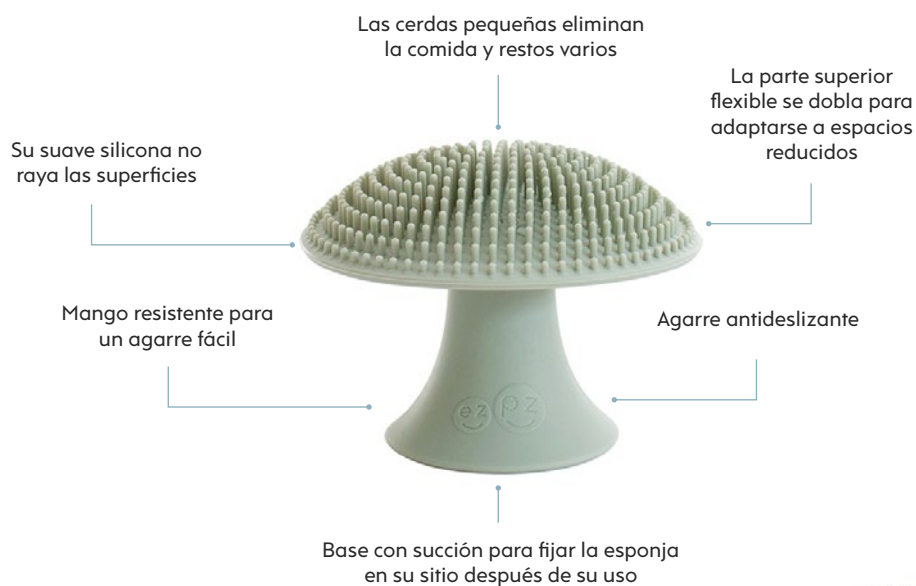 Las cerdas pequeñas eliminan
la comida y restos varios
La parte superior
flexible se dobla para
adaptarse a espacios
reducidos
Su suave silicona no
raya las superficies
Mango resistente para
un agarre fácil
Agarre antideslizante
ez pz
Base con succión para fijar la esponja
en su sitio después de su uso